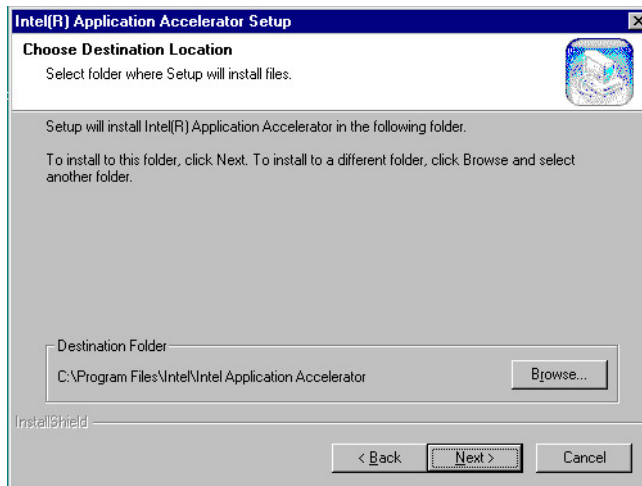 Intel(R) Application Accelerator Setup
Choose Destination Location
Select folder where Setup will install files.
Setup will install Intel(R) Application Accelerator in the following folder.
To install to this folder, click Next. To install to a different folder, click Browse and select
another folder.
Destination Folder
C:\Program Files\Intel\Intel Application Accelerator
Browse...
InstallShield
< Back
Next >
Cancel